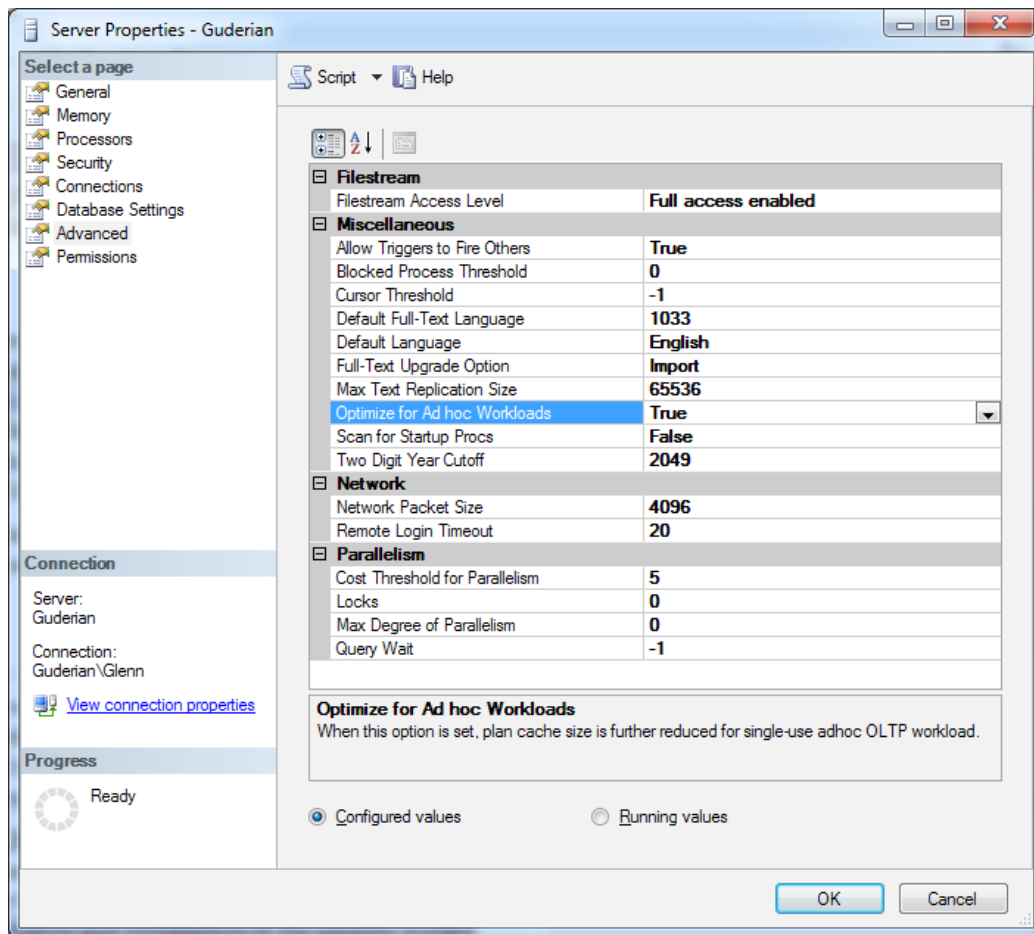 Server Properties - Guderian
Select a page
General
Memory
Processors
Security
Connections
Database Settings
Advanced
Permissions
Connection
Server:
Guderian
Connection:
Guderian\Glenn
View connection properties
Progress
Ready
Script Help
Filestream
Filestream Access Level Full access enabled
Miscellaneous
Allow Triggers to Fire Others True
Blocked Process Threshold 0
Cursor Threshold -1
Default Full-Text Language 1033
Default Language English
Full-Text Upgrade Option Import
Max Text Replication Size 65536
Optimize for Ad hoc Workloads True
Scan for Startup Procs False
Two Digit Year Cutoff 2049
Network
Network Packet Size 4096
Remote Login Timeout 20
Parallelism
Cost Threshold for Parallelism 5
Locks 0
Max Degree of Parallelism 0
Query Wait -1
Optimize for Ad hoc Workloads
When this option is set, plan cache size is further reduced for single-use adhoc OLTP workload.
Configured values Running values
OK Cancel